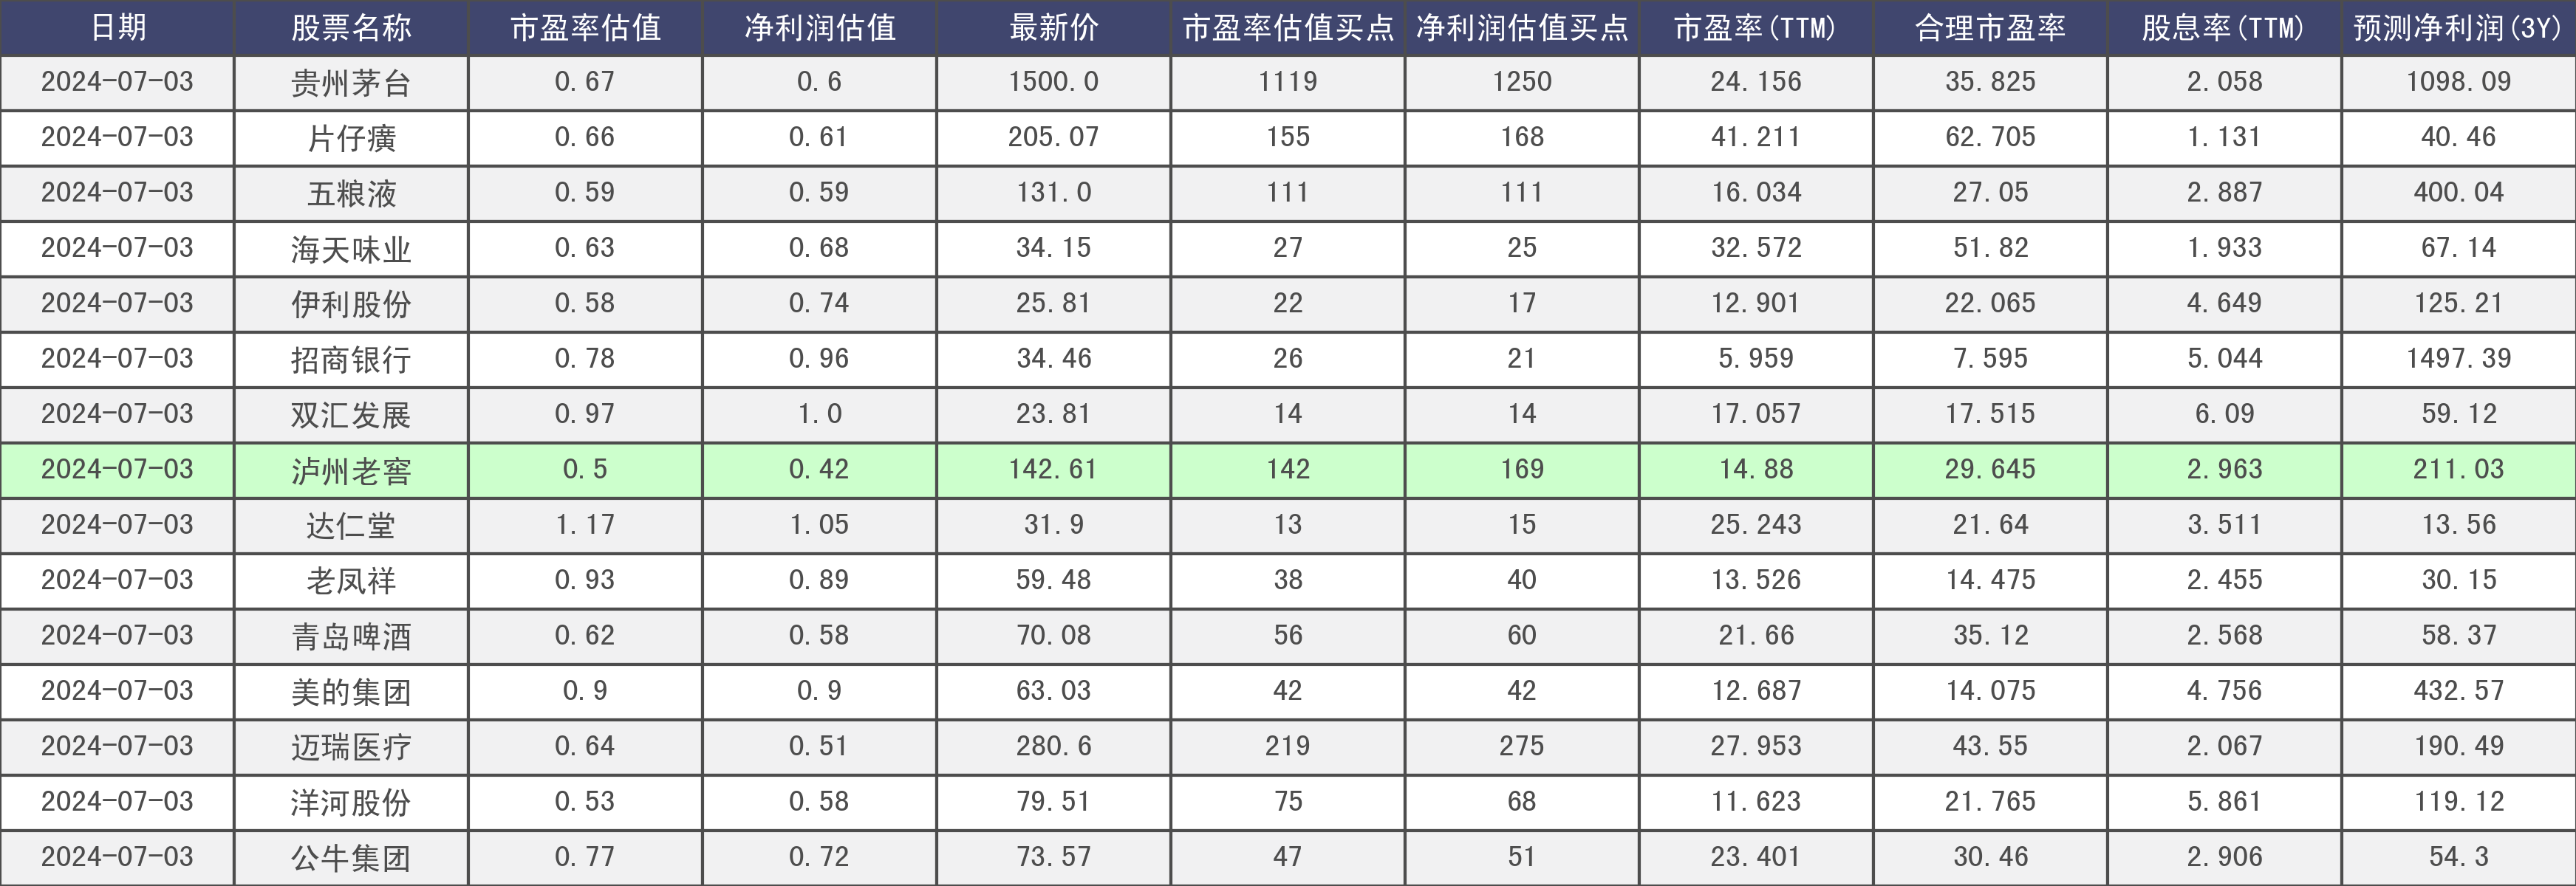 日期 股票名称 市盈率估值 净利润估值 最新价 市盈率估值买点 净利润估值买点 市盈率(TTM) 合理市盈率 股息率(TTM) 预测净利润(3Y)
2024-07-03 贵州茅台 0.67 0.6 1500.0 1119 1250 24.156 35.825 2.058 1098.09
2024-07-03 片仔癀 0.66 0.61 205.07 155 168 41.211 62.705 1.131 40.46
2024-07-03 五粮液 0.59 0.59 131.0 111 111 16.034 27.05 2.887 400.04
2024-07-03 海天味业 0.63 0.68 34.15 27 25 32.572 51.82 1.933 67.14
2024-07-03 伊利股份 0.58 0.74 25.81 22 17 12.901 22.065 4.649 125.21
2024-07-03 招商银行 0.78 0.96 34.46 26 21 5.959 7.595 5.044 1497.39
2024-07-03 双汇发展 0.97 1.0 23.81 14 14 17.057 17.515 6.09 59.12
2024-07-03 泸州老窖 0.5 0.42 142.61 142 169 14.88 29.645 2.963 211.03
2024-07-03 达仁堂 1.17 1.05 31.9 13 15 25.243 21.64 3.511 13.56
2024-07-03 老凤祥 0.93 0.89 59.48 38 40 13.526 14.475 2.455 30.15
2024-07-03 青岛啤酒 0.62 0.58 70.08 56 60 21.66 35.12 2.568 58.37
2024-07-03 美的集团 0.9 0.9 63.03 42 42 12.687 14.075 4.756 432.57
2024-07-03 迈瑞医疗 0.64 0.51 280.6 219 275 27.953 43.55 2.067 190.49
2024-07-03 洋河股份 0.53 0.58 79.51 75 68 11.623 21.765 5.861 119.12
2024-07-03 公牛集团 0.77 0.72 73.57 47 51 23.401 30.46 2.906 54.3